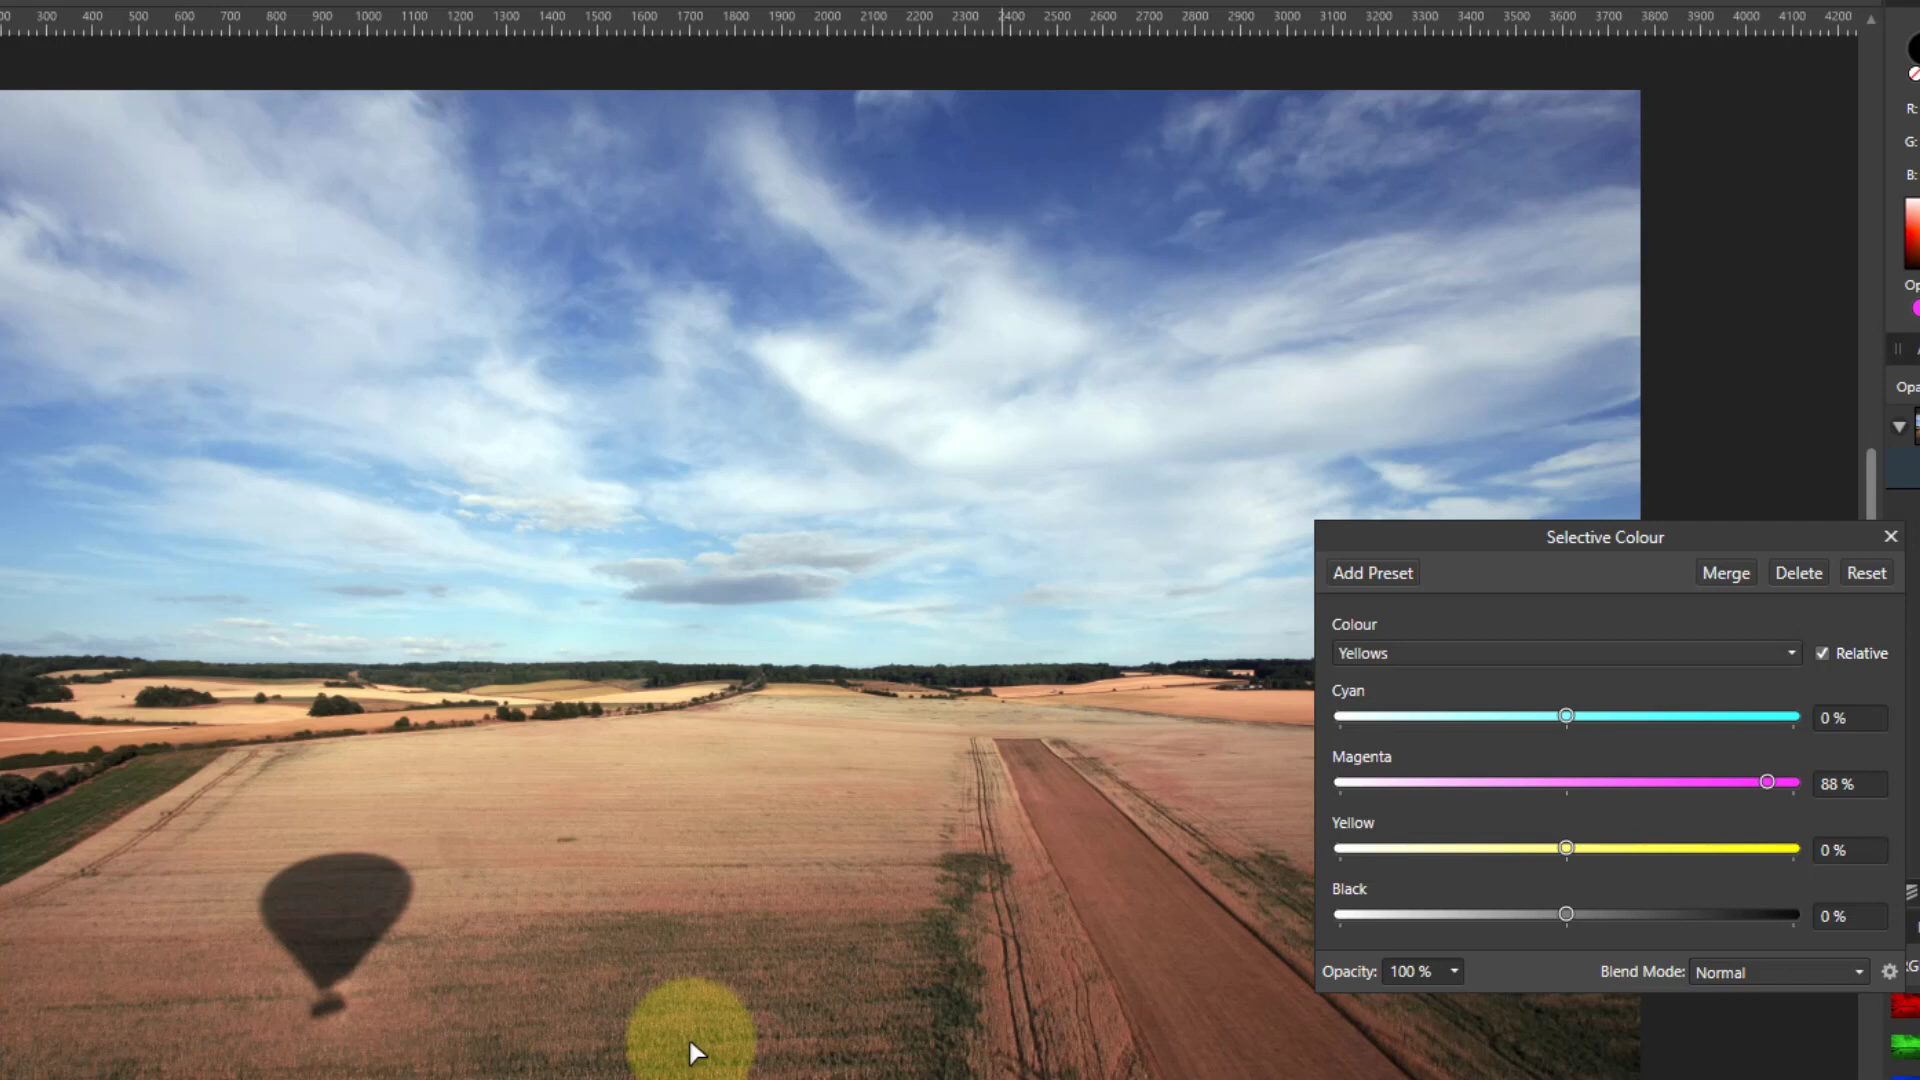 300 400 500 600 700 800 900 1000 1100 1200 1300 1400 1500 1600 1700 1800 1900 2000 2100 2200 2300 2400 2500 2600 2700 2800 2900 3000 3100 3200 3300 3400 3500 3600 3700 3800 3900 4000 4100 4200
R:
G:
B:
Selective Colour
Add Preset Merge Delete Reset
Colour
Yellows Relative
Cyan
0 %
Magenta
88 %
Yellow
0 %
Black
0 %
Opacity: 100 % Blend Mode: Normal